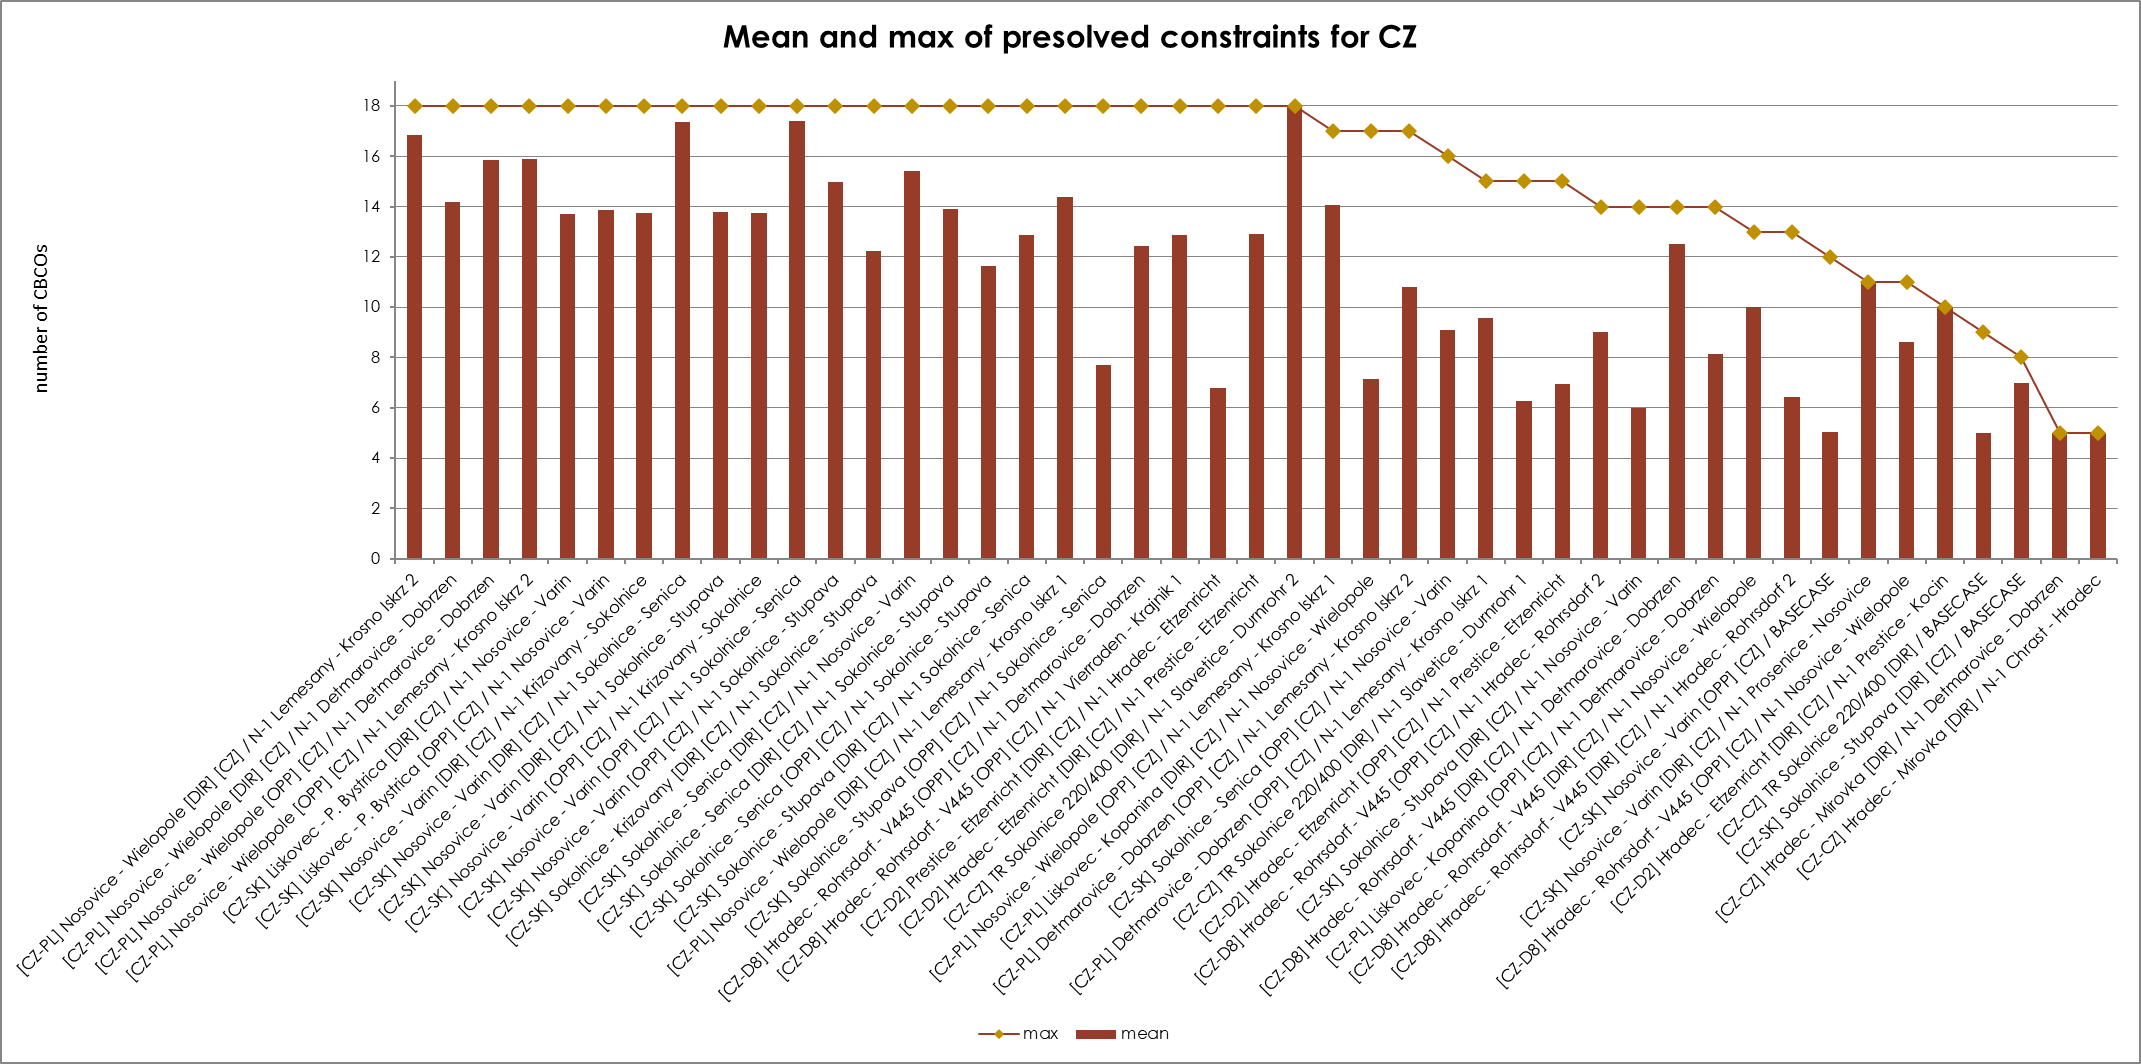 Mean and max of presolved constraints for CZ
number of CBCOs
18
16
14
12
10
8
6
4
2
0
[CZ-PL] Nosovice - Wielopole [DIR] [CZ] / N-1 Lemesany - Krosno Iskrz 2
[CZ-PL] Nosovice - Wielopole [DIR] [CZ] / N-1 Detmarovice - Dobrzen
[CZ-PL] Nosovice - Wielopole [OPP] [CZ] / N-1 Detmarovice - Dobrzen
[CZ-PL] Nosovice - Wielopole [OPP] [CZ] / N-1 Lemesany - Krosno Iskrz 2
[CZ-SK] Liskovec - P. Bystrica [DIR] [CZ] / N-1 Nosovice - Varin
[CZ-SK] Liskovec - P. Bystrica [OPP] [CZ] / N-1 Nosovice - Varin
[CZ-SK] Nosovice - Varin [DIR] [CZ] / N-1 Krizovany - Sokolnice
[CZ-SK] Nosovice - Varin [DIR] [CZ] / N-1 Sokolnice - Senica
[CZ-SK] Nosovice - Varin [DIR] [CZ] / N-1 Sokolnice - Stupava
[CZ-SK] Nosovice - Varin [OPP] [CZ] / N-1 Krizovany - Sokolnice
[CZ-SK] Nosovice - Varin [OPP] [CZ] / N-1 Sokolnice - Senica
[CZ-SK] Nosovice - Varin [OPP] [CZ] / N-1 Sokolnice - Stupava
[CZ-SK] Sokolnice - Krizovany [DIR] [CZ] / N-1 Sokolnice - Stupava
[CZ-SK] Sokolnice - Senica [DIR] [CZ] / N-1 Nosovice - Varin
[CZ-SK] Sokolnice - Senica [DIR] [CZ] / N-1 Sokolnice - Stupava
[CZ-SK] Sokolnice - Senica [OPP] [CZ] / N-1 Sokolnice - Stupava
[CZ-SK] Sokolnice - Stupava [DIR] [CZ] / N-1 Sokolnice - Senica
[CZ-PL] Nosovice - Wielopole [DIR] [CZ] / N-1 Lemesany - Krosno Iskrz 1
[CZ-SK] Sokolnice - Stupava [OPP] [CZ] / N-1 Sokolnice - Senica
[CZ-D8] Hradec - Rohrsdorf - V445 [OPP] [CZ] / N-1 Detmarovice - Dobrzen
[CZ-D8] Hradec - Rohrsdorf - V445 [OPP] [CZ] / N-1 Vierraden - Krajnik 1
[CZ-D2] Prestice - Etzenricht [DIR] [CZ] / N-1 Hradec - Etzenricht
[CZ-D2] Hradec - Etzenricht [DIR] [CZ] / N-1 Prestice - Etzenricht
[CZ-CZ] TR Sokolnice 220/400 [DIR] / N-1 Slavetice - Durnrohr 2
[CZ-PL] Nosovice - Wielopole [OPP] [CZ] / N-1 Lemesany - Krosno Iskrz 1
[CZ-PL] Liskovec - Kopanina [DIR] [CZ] / N-1 Nosovice - Wielopole
[CZ-PL] Detmarovice - Dobrzen [OPP] [CZ] / N-1 Lemesany - Krosno Iskrz 2
[CZ-SK] Sokolnice - Senica [OPP] [CZ] / N-1 Nosovice - Varin
[CZ-PL] Detmarovice - Dobrzen [OPP] [CZ] / N-1 Lemesany - Krosno Iskrz 1
[CZ-CZ] TR Sokolnice 220/400 [DIR] / N-1 Slavetice - Durnrohr 1
[CZ-D2] Hradec - Etzenricht [OPP] [CZ] / N-1 Prestice - Etzenricht
[CZ-D8] Hradec - Rohrsdorf - V445 [OPP] [CZ] / N-1 Hradec - Rohrsdorf 2
[CZ-SK] Sokolnice - Stupava [DIR] [CZ] / N-1 Nosovice - Varin
[CZ-D8] Hradec - Rohrsdorf - V445 [DIR] [CZ] / N-1 Detmarovice - Dobrzen
[CZ-PL] Liskovec - Kopanina [OPP] [CZ] / N-1 Detmarovice - Dobrzen
[CZ-D8] Hradec - Rohrsdorf - V445 [DIR] [CZ] / N-1 Nosovice - Wielopole
[CZ-D8] Hradec - Rohrsdorf - V445 [DIR] [CZ] / N-1 Hradec - Rohrsdorf 2
[CZ-SK] Nosovice - Varin [OPP] [CZ] / BASECASE
[CZ-SK] Nosovice - Varin [DIR] [CZ] / N-1 Prosenice - Nosovice
[CZ-D8] Hradec - Rohrsdorf - V445 [OPP] [CZ] / N-1 Nosovice - Wielopole
[CZ-D2] Hradec - Etzenricht [DIR] [CZ] / N-1 Prestice - Kocin
[CZ-CZ] TR Sokolnice 220/400 [DIR] / BASECASE
[CZ-SK] Sokolnice - Stupava [DIR] [CZ] / BASECASE
[CZ-CZ] Hradec - Mirovka [DIR] / N-1 Detmarovice - Dobrzen
[CZ-CZ] Hradec - Mirovka [DIR] / N-1 Chrast - Hradec
max
mean